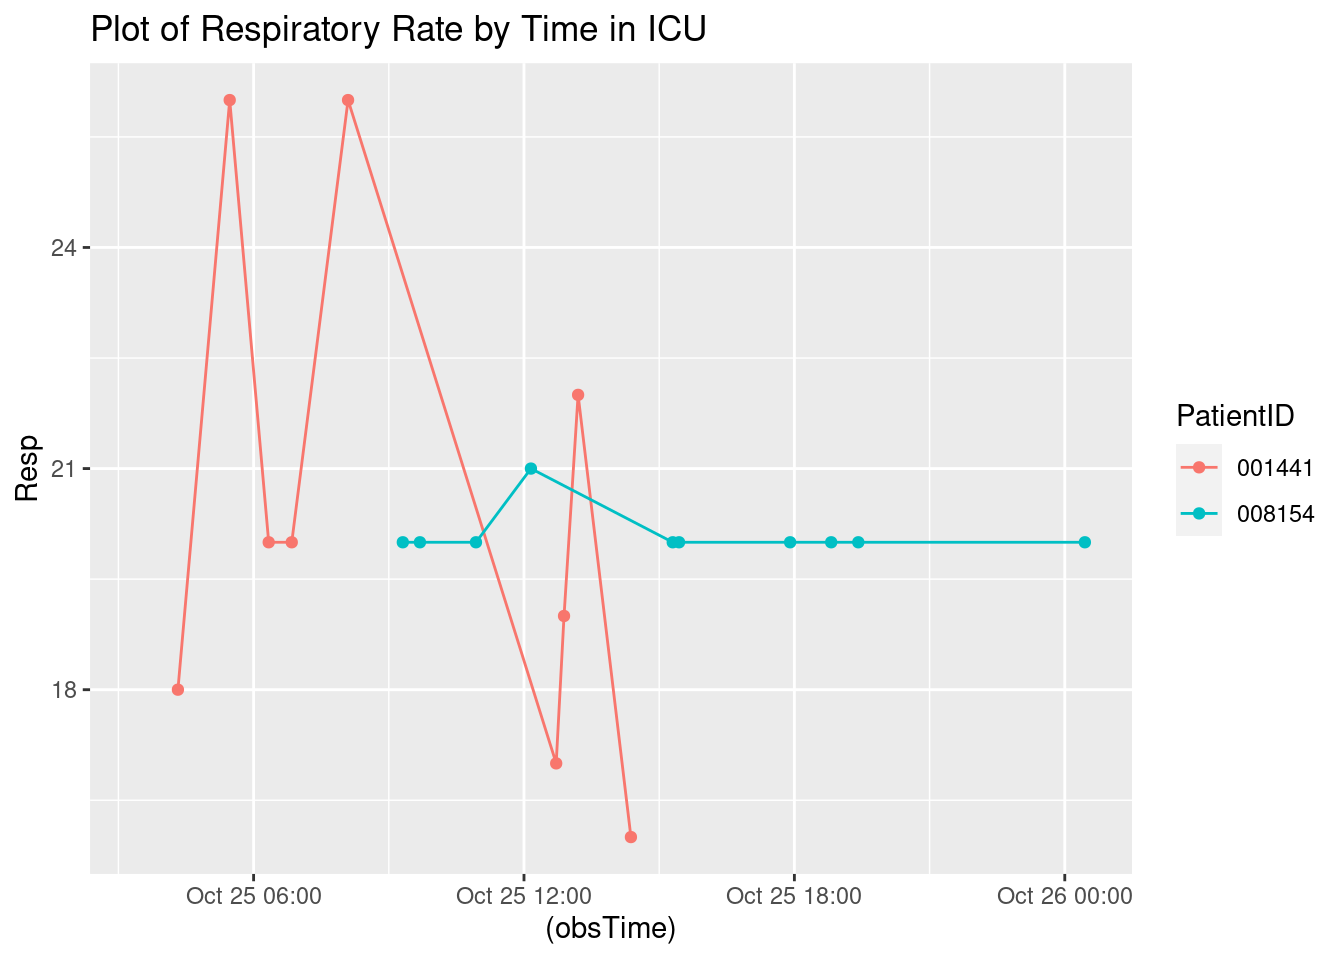 Plot of Respiratory Rate by Time in ICU
24
21
18
Resp
Oct 25 06:00
Oct 25 12:00
Oct 25 18:00
Oct 26 00:00
(obsTime)
PatientID
001441
008154